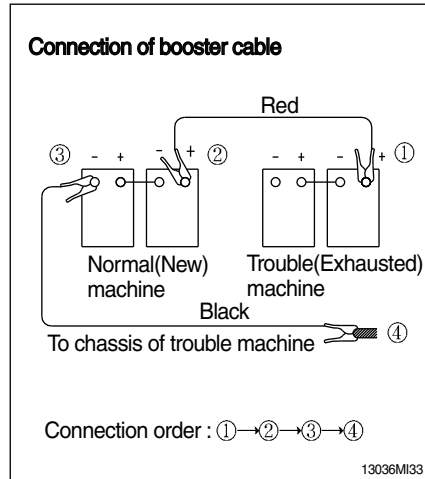 Connection of booster cable
Red
③ - + - + ② - + - + ①
Normal(New) machine
Trouble(Exhausted) machine
Black
To chassis of trouble machine ④
Connection order : ①→②→③→④
13036MI33